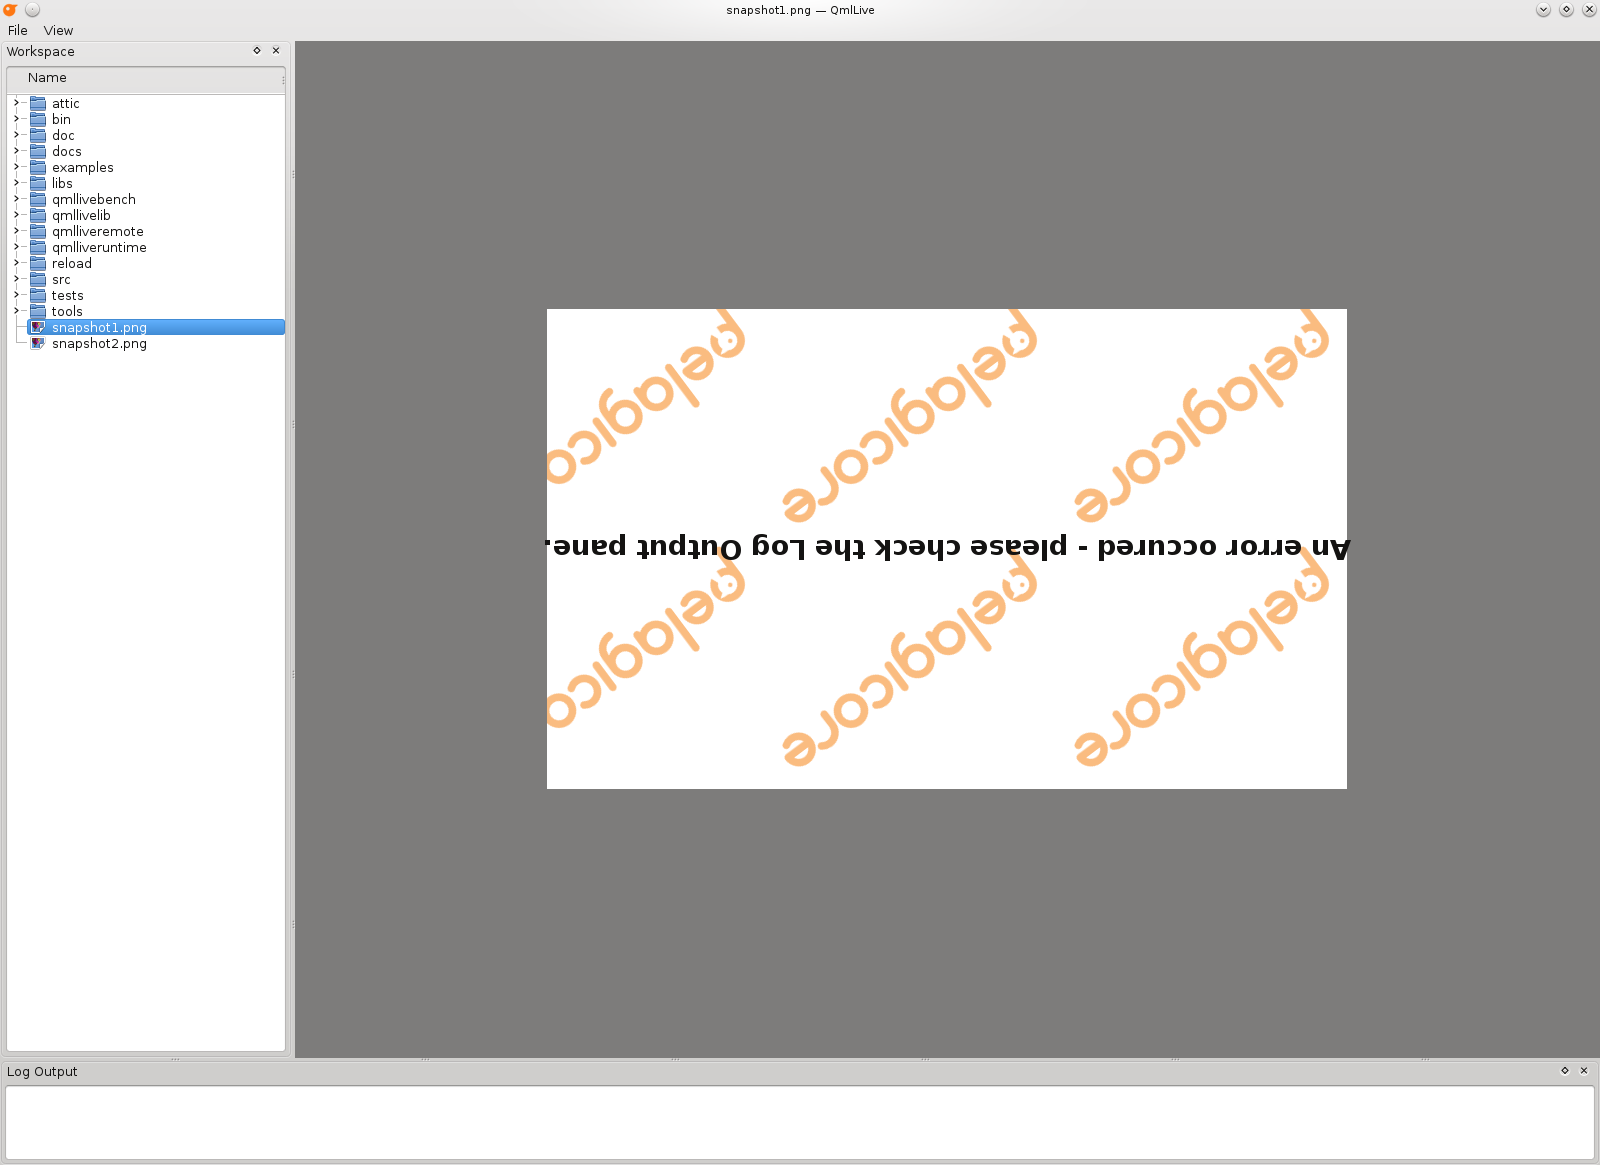 snapshot1.png — QmlLive
File View
Workspace
Name
attic
bin
doc
docs
examples
libs
qmllivebench
qmllivelib
qmlliveremote
qmlliveruntime
reload
src
tests
tools
snapshot1.png
snapshot2.png
pelagico
pelagicore
pelagicore
An error occured - please check the Log Output pane.
pelagico
pelagicore
pelagicore
Log Output